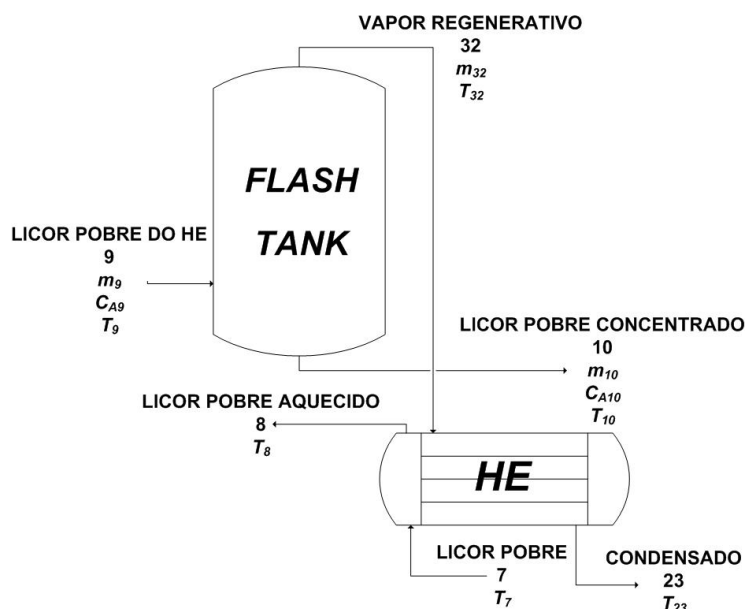 VAPOR REGENERATIVO
32
m32
T32
FLASH
TANK
LICOR POBRE DO HE
9
m9
CA9
T9
LICOR POBRE CONCENTRADO
10
m10
CA10
T10
LICOR POBRE AQUECIDO
8
T8
HE
LICOR POBRE
7
T7
CONDENSADO
23
T23